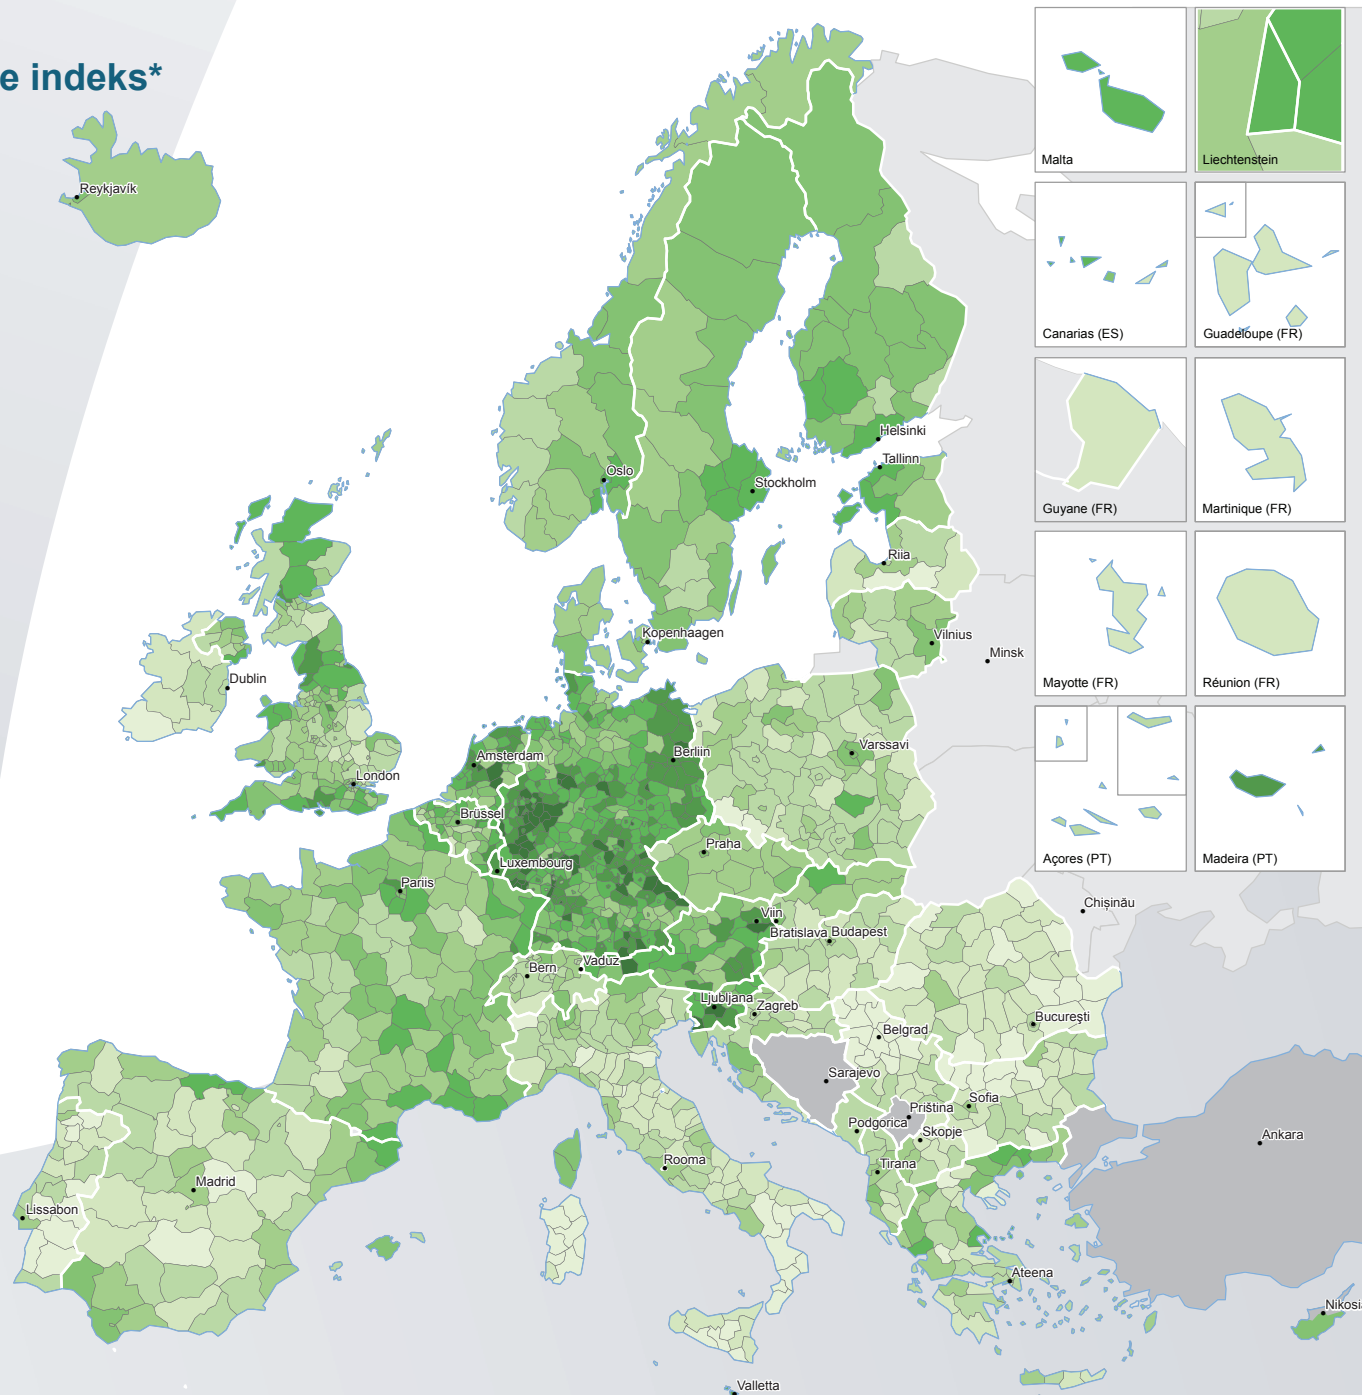 e indeks*
Reykjavík
Malta
Liechtenstein
Canarias (ES)
Guadeloupe (FR)
Helsinki
Tallinn
Oslo
Stockholm
Guyane (FR)
Martinique (FR)
Riia
Kopenhaagen
Vilnius
Minsk
Dublin
Mayotte (FR)
Réunion (FR)
Amsterdam
Berliin
Varssavi
London
Brüssel
Praha
Luxembourg
Açores (PT)
Madeira (PT)
Pariis
Chișinău
Viin
Bratislava
Budapest
Bern
Vaduz
Ljubljana
Zagreb
București
Belgrad
Sarajevo
Sofia
Priština
Podgorica
Skopje
Ankara
Rooma
Tirana
Madrid
Lissabon
Ateena
Nikosi
Valletta